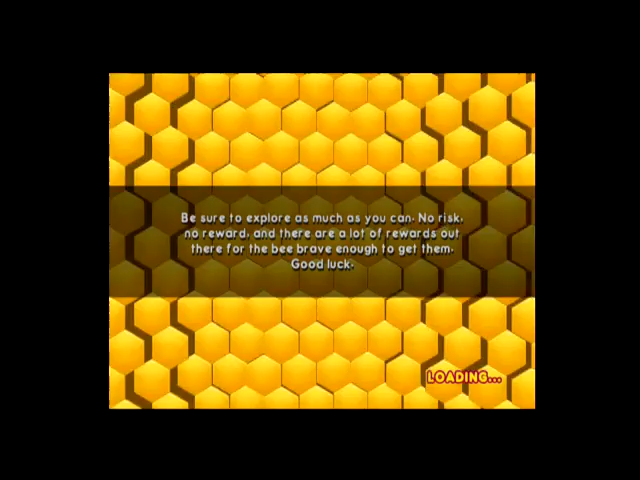 Be sure to explore as much as you can. No risk,
no reward, and there are a lot of rewards out
there for the bee brave enough to get them.
Good luck.
LOADING...